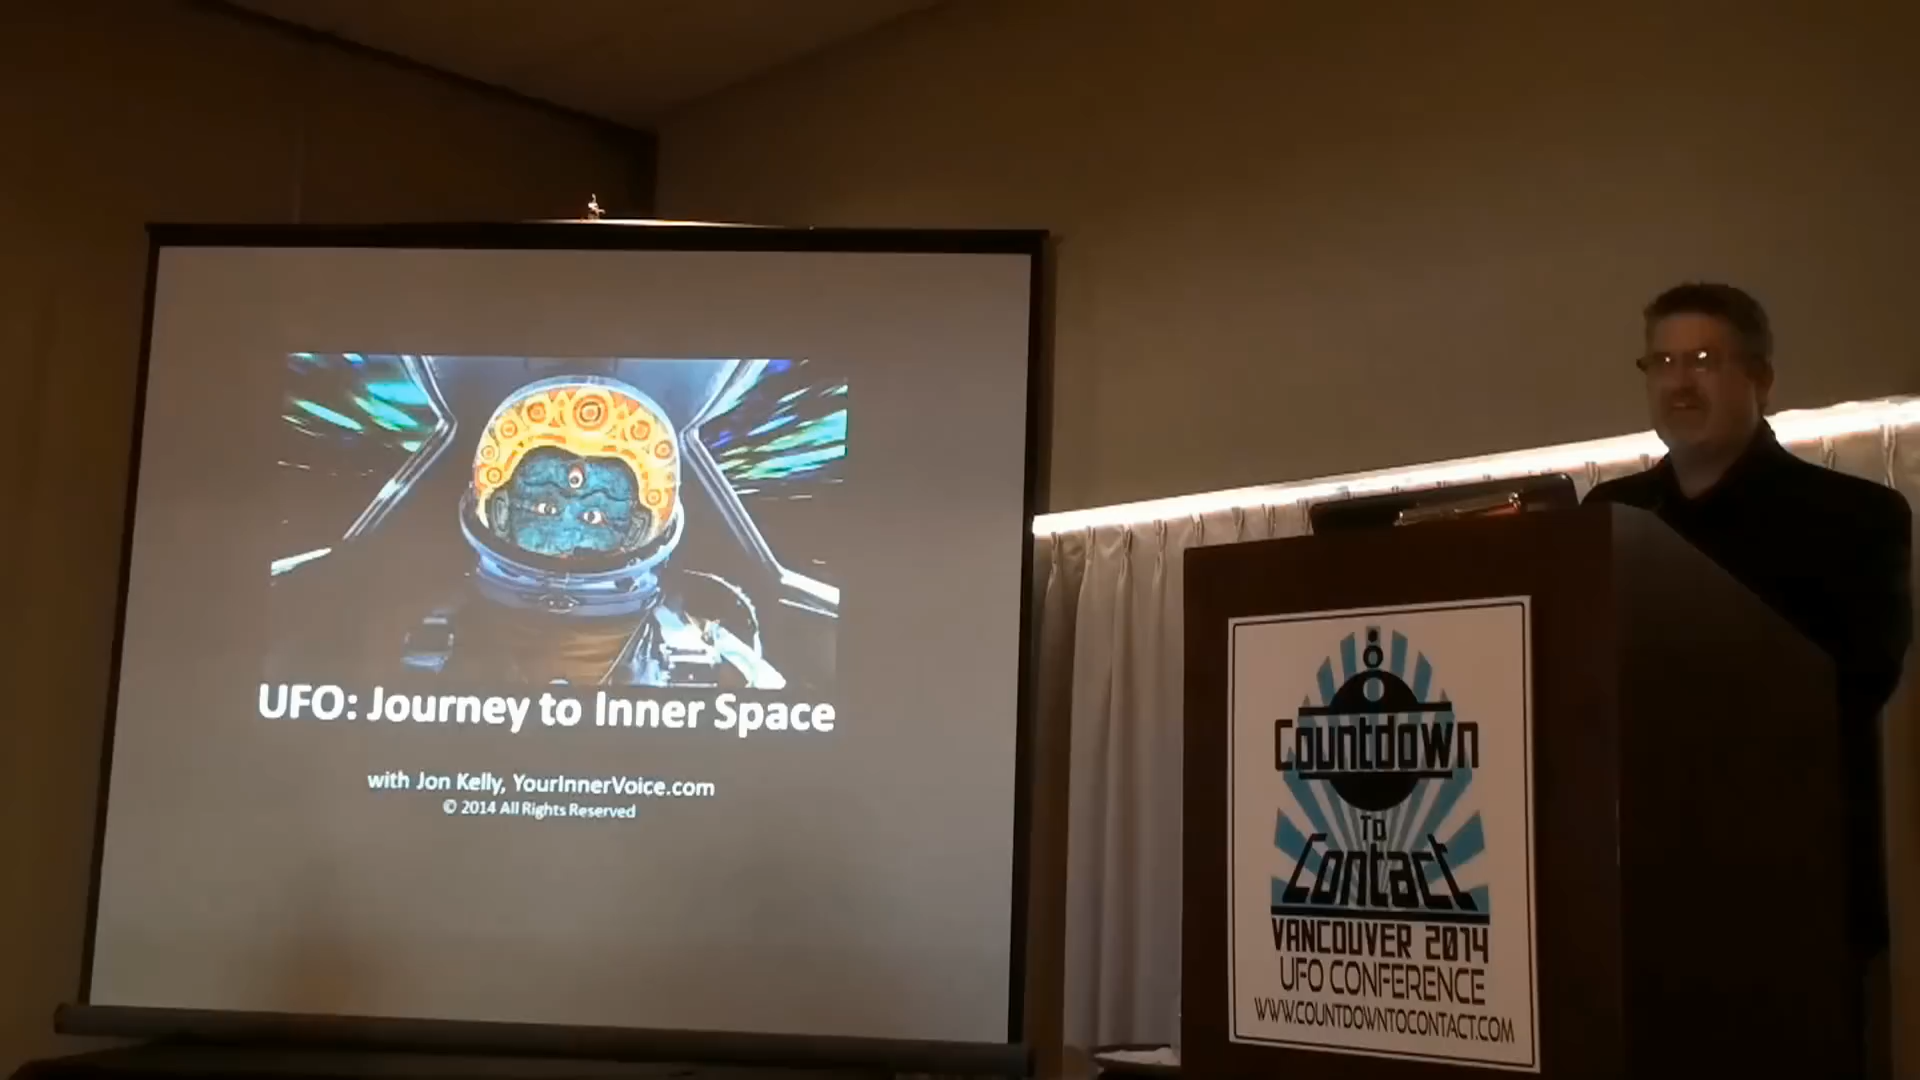 UFO: Journey to Inner Space
with Jon Kelly, YourInnerVoice.com
© 2014 All Rights Reserved
Countdown
To
Contact
VANCOUVER 2014
UFO CONFERENCE
WWW.COUNTDOWNTOCONTACT.COM